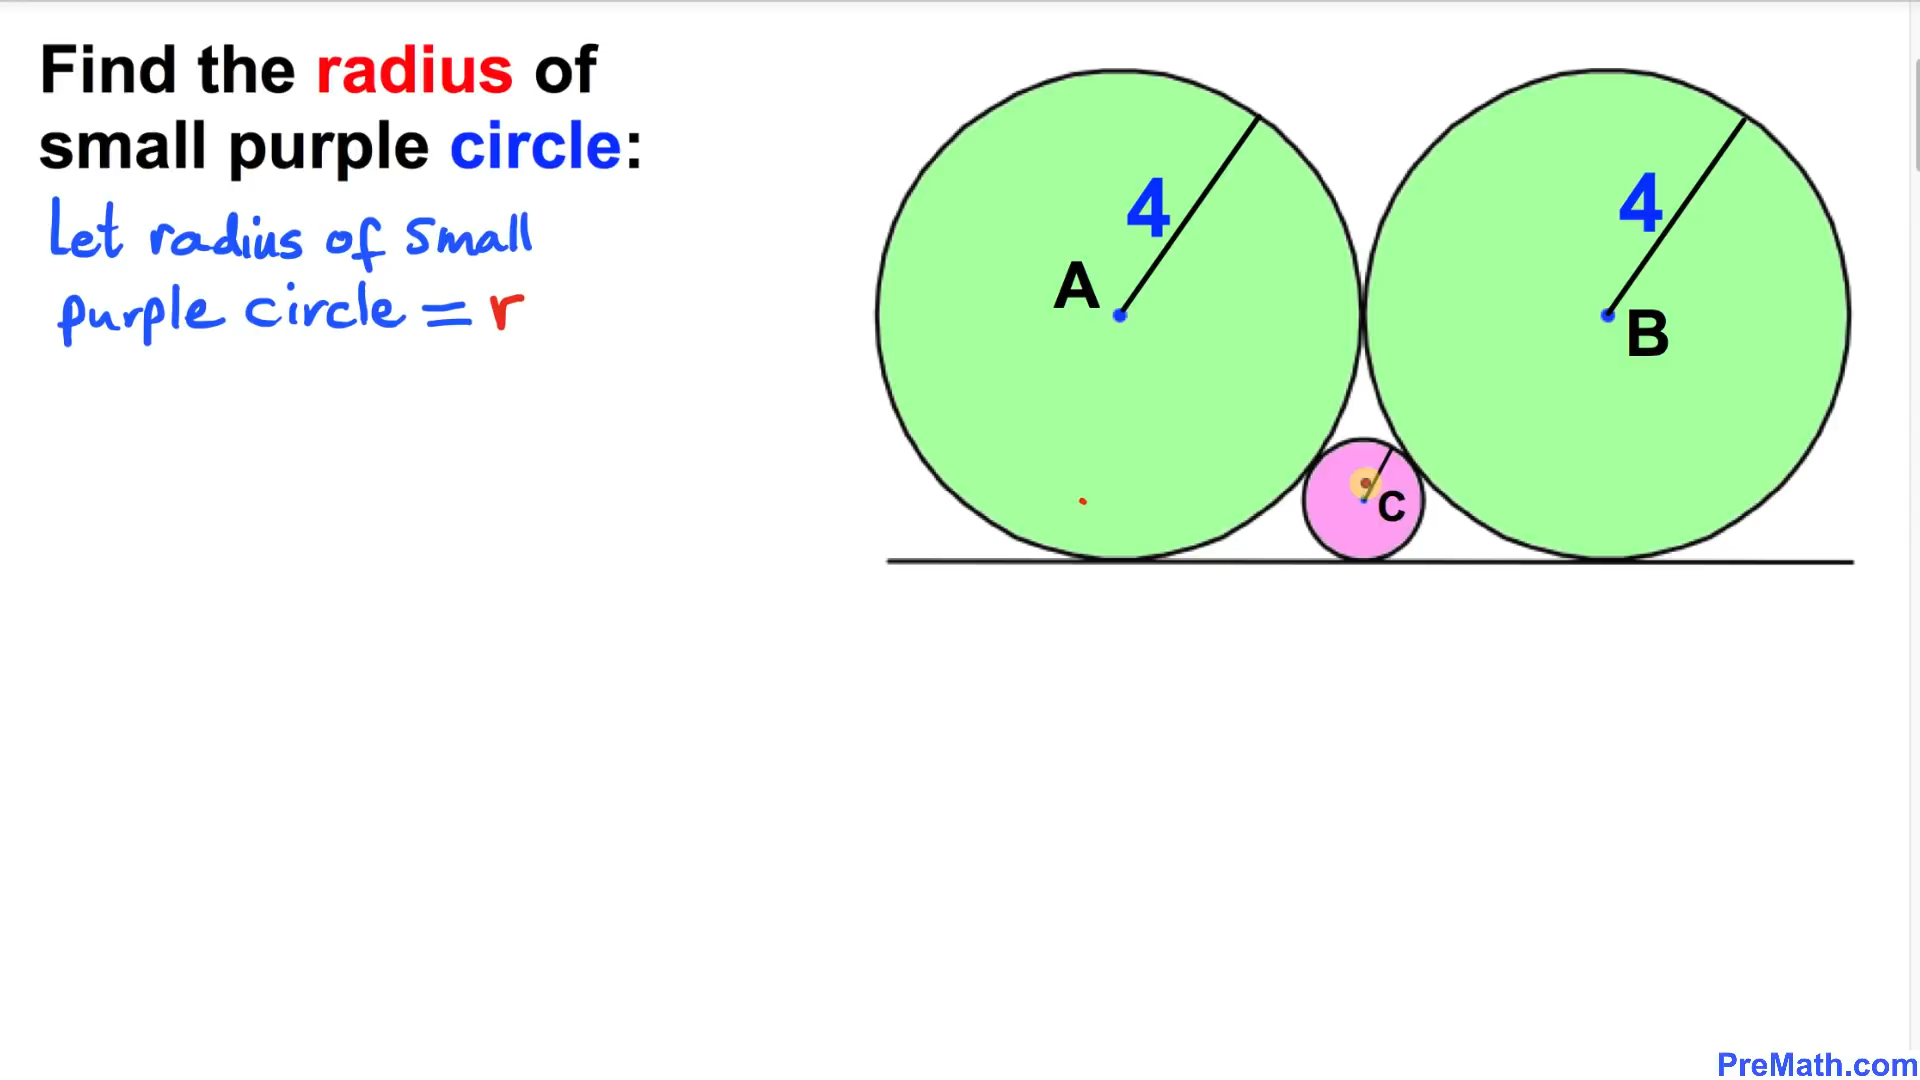 Find the radius of
small purple circle:
Let radius of small
purple circle = r
4
4
A
B
C
PreMath.com